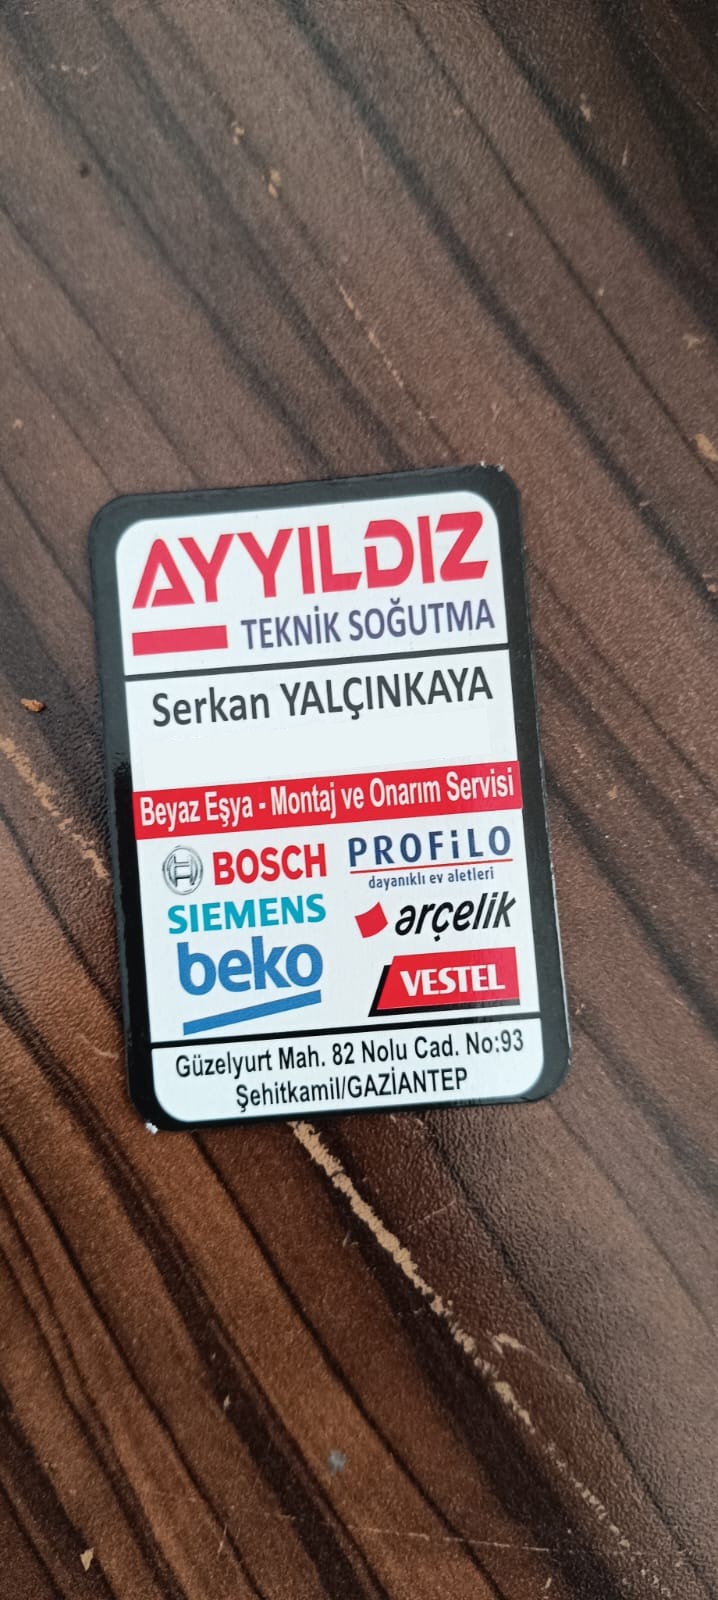 AYYILDIZ
TEKNİK SOĞUTMA
Serkan YALÇINKAYA
Beyaz Eşya - Montaj ve Onarım Servisi
BOSCH
PROFiLO
dayanıklı ev aletleri
SIEMENS
arçelik
beko
VESTEL
Güzelyurt Mah. 82 Nolu Cad. No:93
Şehitkamil/GAZİANTEP